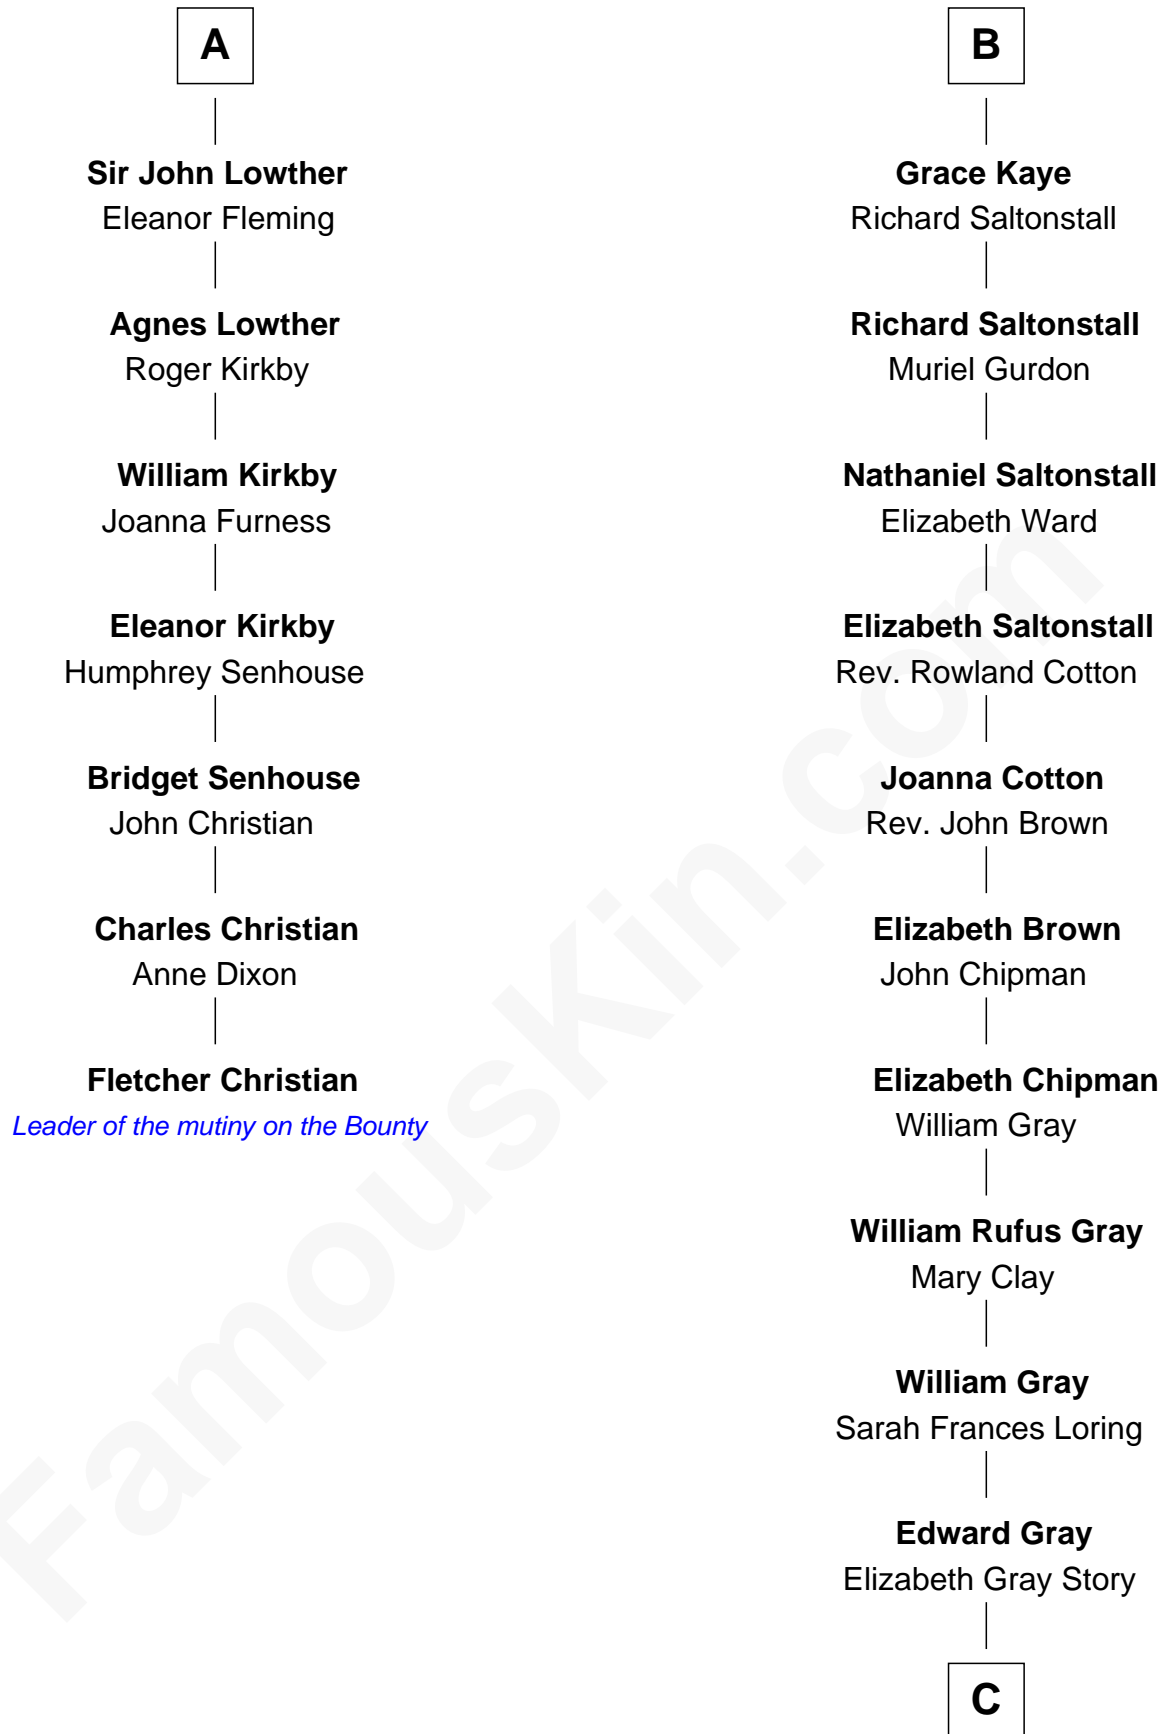 A
Sir John Lowther
Eleanor Fleming
Agnes Lowther
Roger Kirkby
William Kirkby
Joanna Furness
Eleanor Kirkby
Humphrey Senhouse
Bridget Senhouse
John Christian
Charles Christian
Anne Dixon
Fletcher Christian
Leader of the mutiny on the Bounty
B
Grace Kaye
Richard Saltonstall
Richard Saltonstall
Muriel Gurdon
Nathaniel Saltonstall
Elizabeth Ward
Elizabeth Saltonstall
Rev. Rowland Cotton
Joanna Cotton
Rev. John Brown
Elizabeth Brown
John Chipman
Elizabeth Chipman
William Gray
William Rufus Gray
Mary Clay
William Gray
Sarah Frances Loring
Edward Gray
Elizabeth Gray Story
C
FamousKin.com